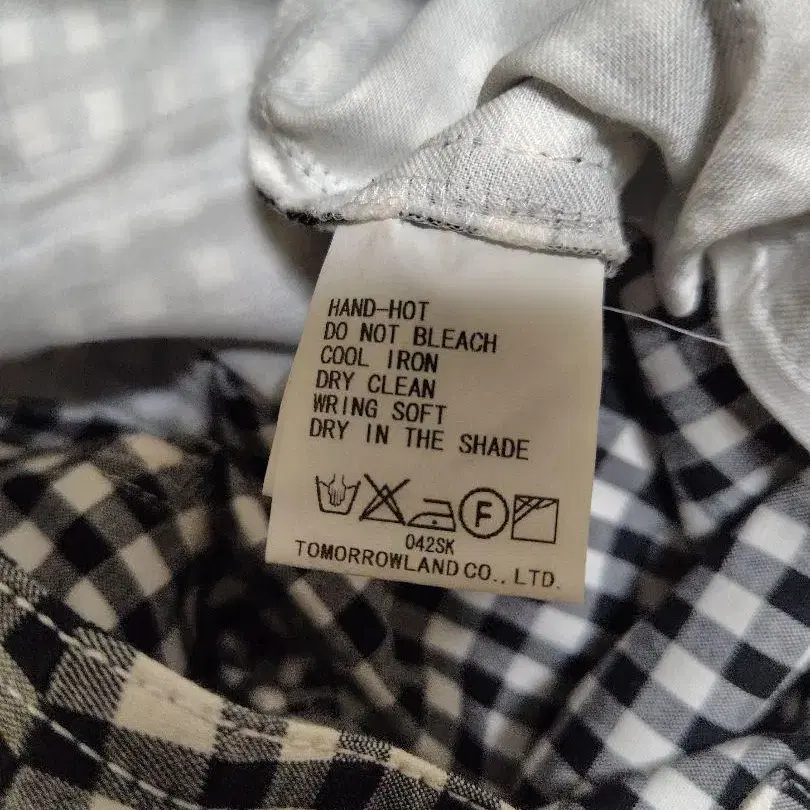 HAND-HOT
DO NOT BLEACH
COOL IRON
DRY CLEAN
WRING SOFT
DRY IN THE SHADE
F
042SK
TOMORROWLAND CO., LTD.